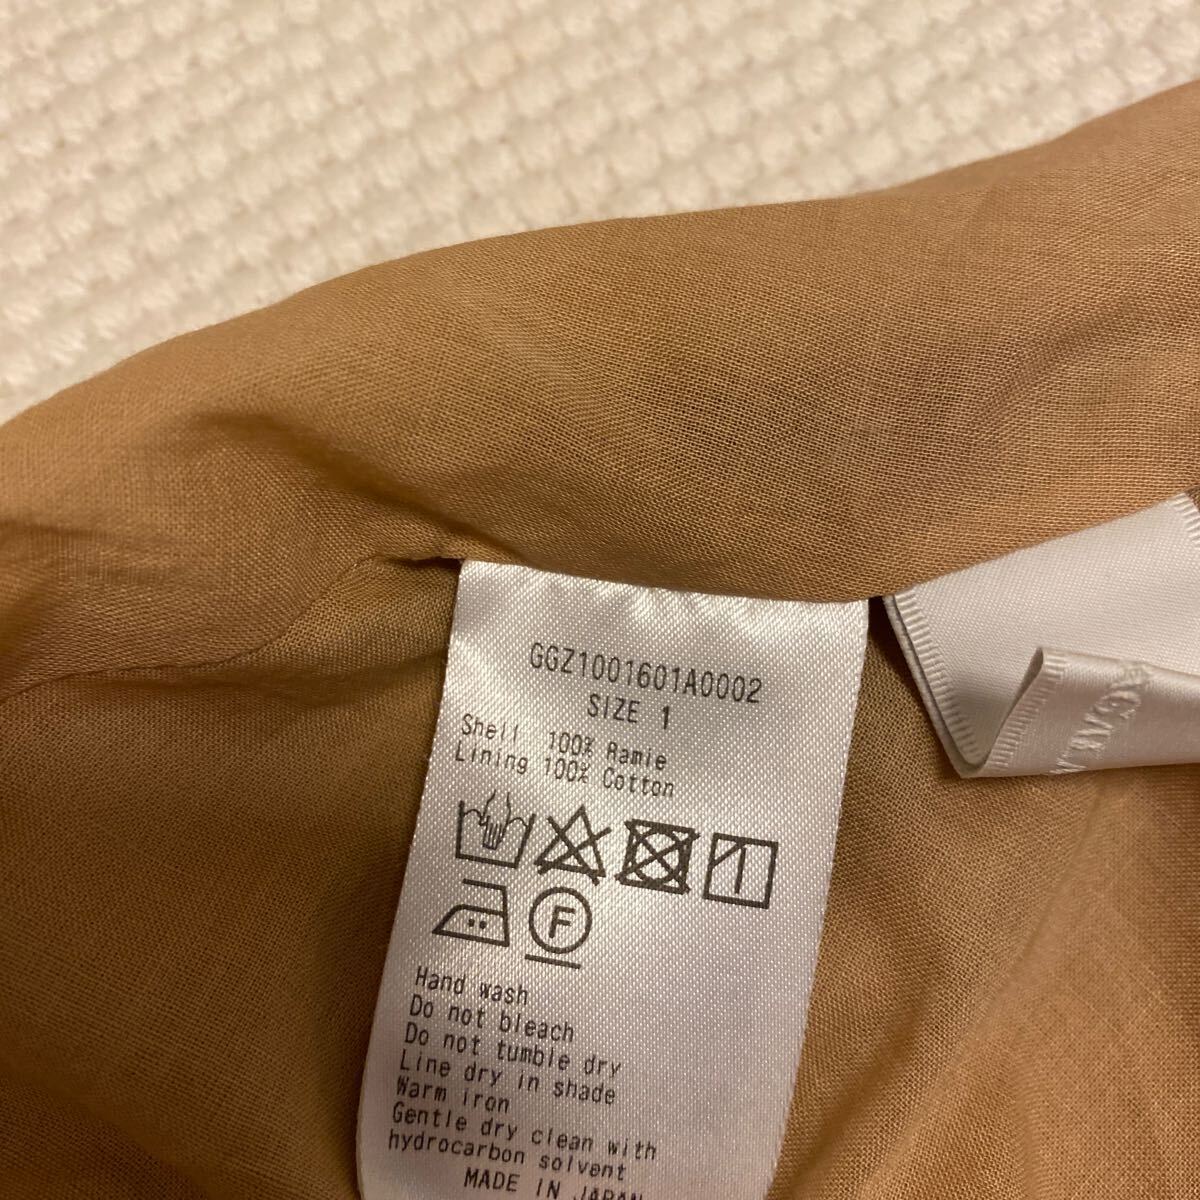 GGZ1001601A0002
SIZE 1
Shell 100% Ramie
Lining 100% Cotton
F
Hand wash
Do not bleach
Do not tumble dry
Line dry in shade
Warm iron
Gentle dry clean with
hydrocarbon solvent
MADE IN JAPAN